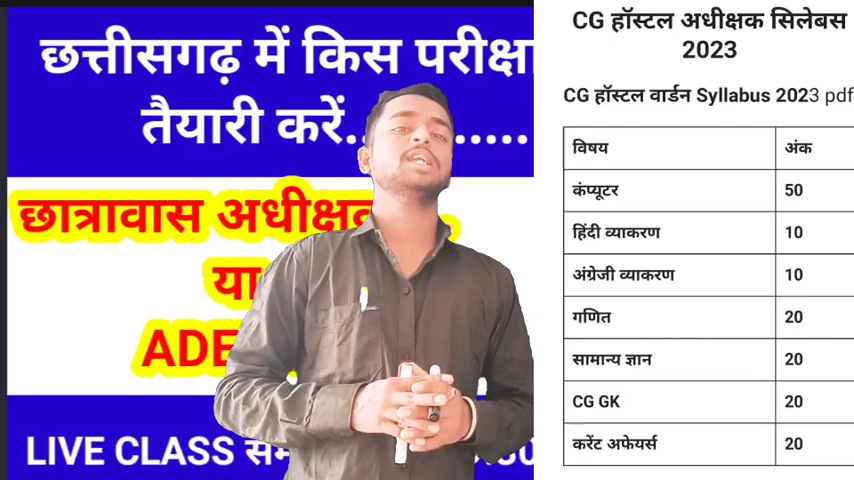 छत्तीसगढ़ में किस परीक्षा
तैयारी करें...........
छात्रावास अधीक्षक
या
ADE
LIVE CLASS
CG हॉस्टल अधीक्षक सिलेबस
2023
CG हॉस्टल वार्डन Syllabus 2023 pdf
विषय अंक
कंप्यूटर 50
हिंदी व्याकरण 10
अंग्रेजी व्याकरण 10
गणित 20
सामान्य ज्ञान 20
CG GK 20
करेंट अफेयर्स 20